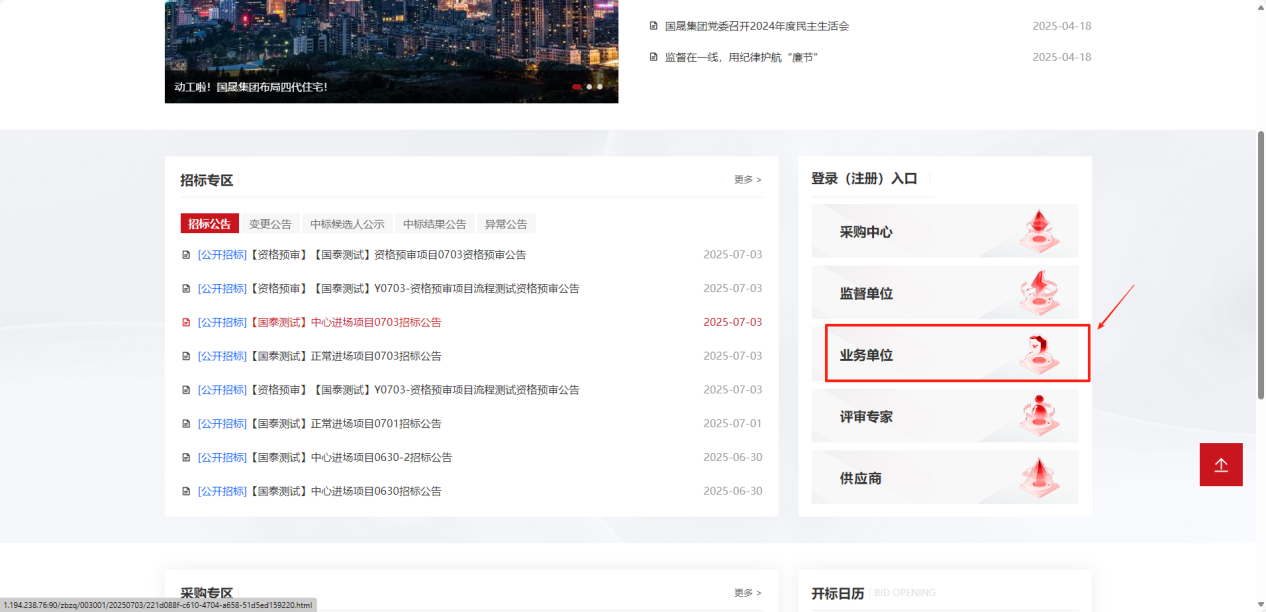 国晟集团党委召开2024年度民主生活会 2025-04-18
监督在一线，用纪律护航“廉节” 2025-04-18
动工啦！国晟集团布局四代住宅！
招标专区 更多 >
招标公告 变更公告 中标候选人公示 中标结果公告 异常公告
[公开招标]【资格预审】【国泰测试】资格预审项目0703资格预审公告 2025-07-03
[公开招标]【资格预审】【国泰测试】Y0703-资格预审项目流程测试资格预审公告 2025-07-03
[公开招标]【国泰测试】中心进场项目0703招标公告 2025-07-03
[公开招标]【国泰测试】正常进场项目0703招标公告 2025-07-03
[公开招标]【资格预审】【国泰测试】Y0703-资格预审项目流程测试资格预审公告 2025-07-03
[公开招标]【国泰测试】正常进场项目0701招标公告 2025-07-01
[公开招标]【国泰测试】中心进场项目0630-2招标公告 2025-06-30
[公开招标]【国泰测试】中心进场项目0630招标公告 2025-06-30
登录（注册）入口
采购中心
监督单位
业务单位
评审专家
供应商
采购专区 更多 >
开标日历 BID OPENING
1.194.238.76:90/zbzq/003001/20250703/221d088f-c610-4704-a658-51d5ed159220.html